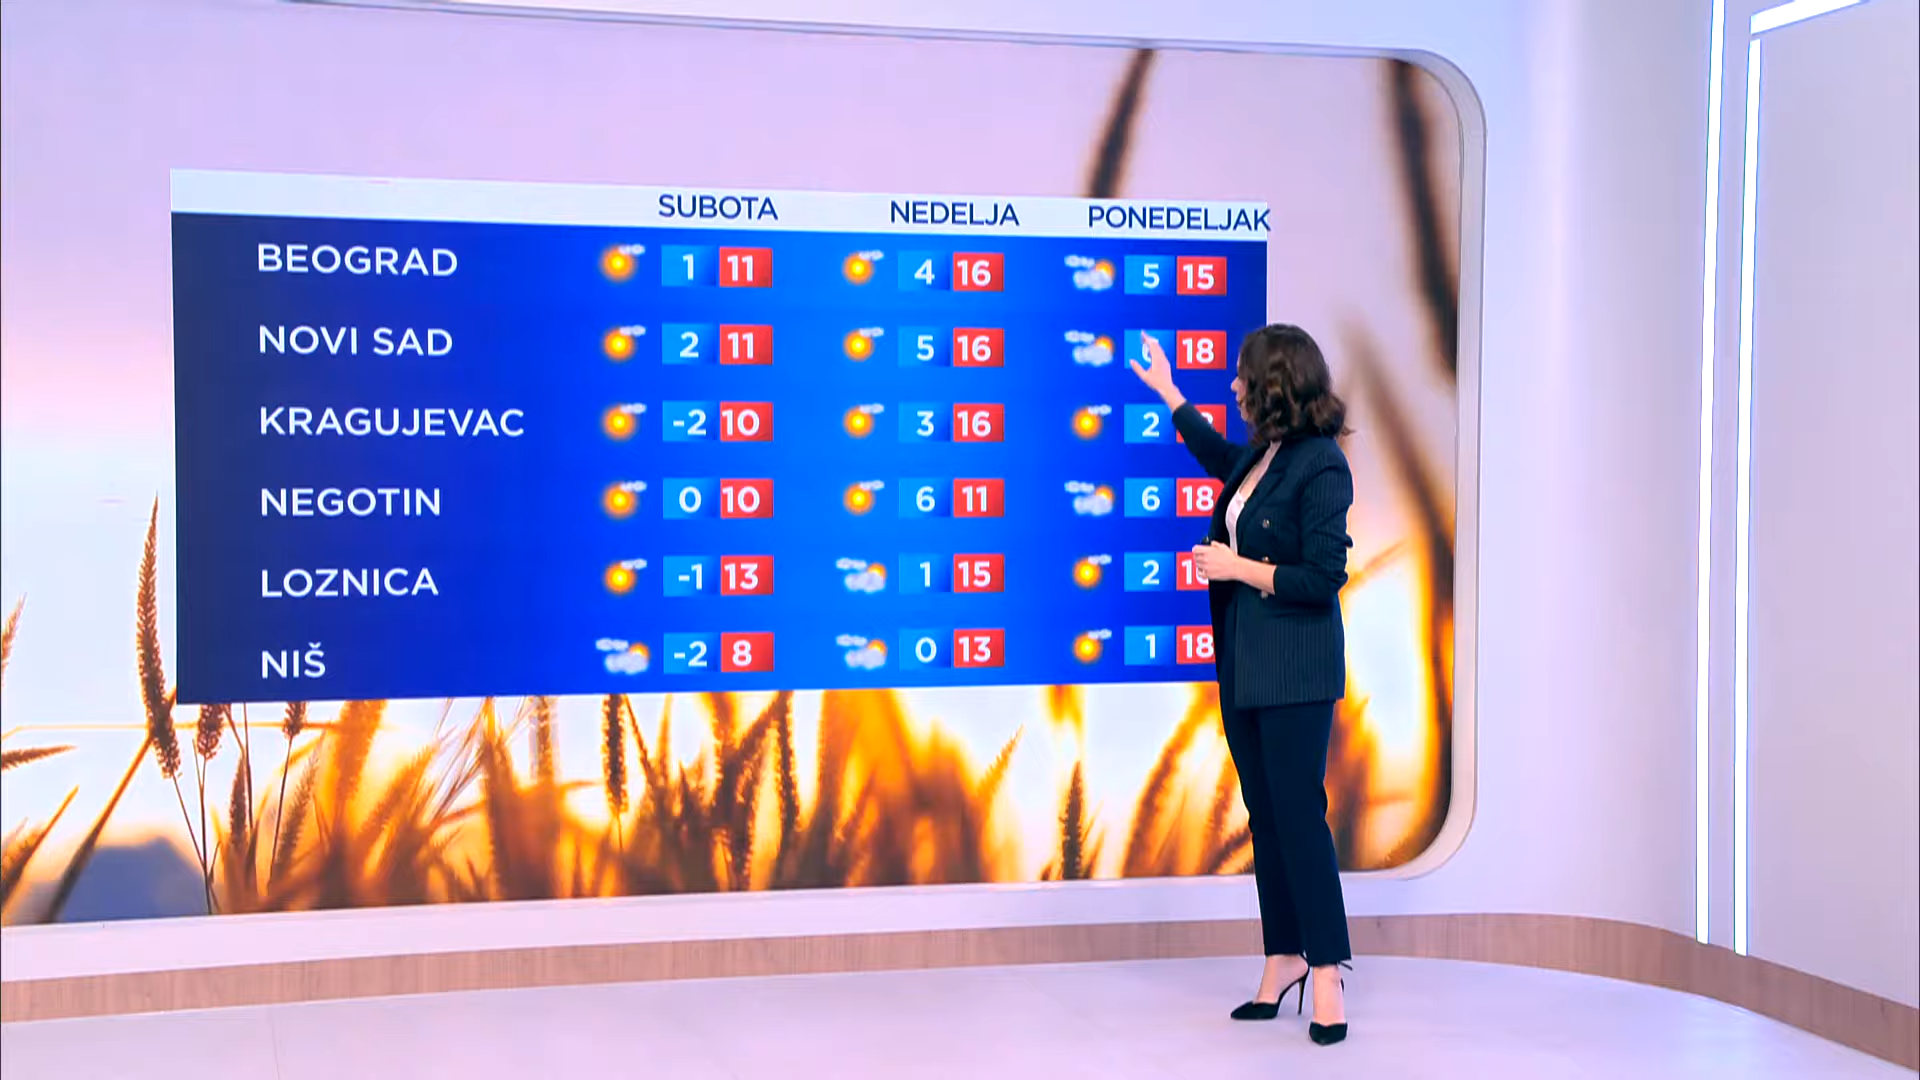 SUBOTA NEDELJA PONEDELJAK
BEOGRAD 1 11 4 16 5 15
NOVI SAD 2 11 5 16 18
KRAGUJEVAC -2 10 3 16 2
NEGOTIN 0 10 6 11 6 18
LOZNICA -1 13 1 15 2
NIŠ -2 8 0 13 1 18